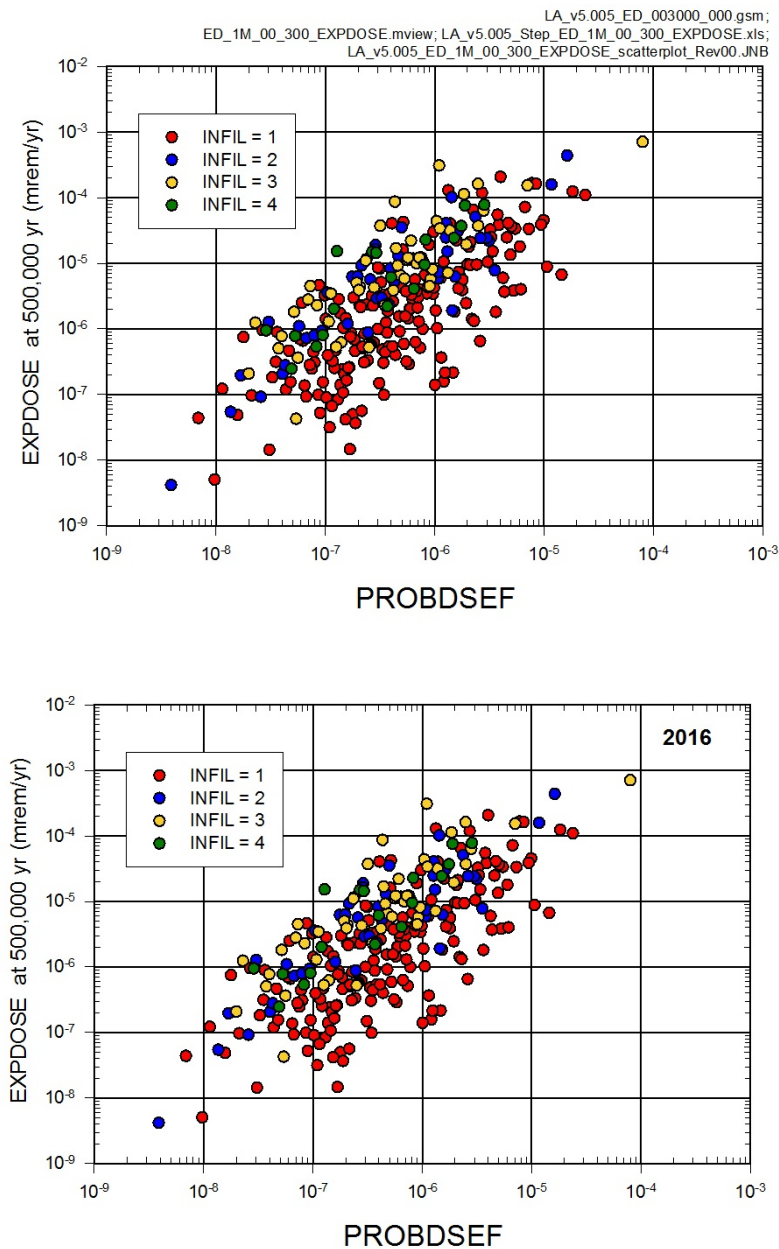 LA_v5.005_ED_003000_000.gsm;
ED_1M_00_300_EXPDOSE.mview; LA_v5.005_Step_ED_1M_00_300_EXPDOSE.xls;
LA_v5.005_ED_1M_00_300_EXPDOSE_scatterplot_Rev00.JNB
10⁻²
10⁻³
10⁻⁴
10⁻⁵
10⁻⁶
10⁻⁷
10⁻⁸
10⁻⁹
EXPDOSE at 500,000 yr (mrem/yr)
INFIL = 1
INFIL = 2
INFIL = 3
INFIL = 4
10⁻⁹ 10⁻⁸ 10⁻⁷ 10⁻⁶ 10⁻⁵ 10⁻⁴ 10⁻³
PROBDSEF
10⁻²
10⁻³
10⁻⁴
10⁻⁵
10⁻⁶
10⁻⁷
10⁻⁸
10⁻⁹
EXPDOSE at 500,000 yr (mrem/yr)
2016
INFIL = 1
INFIL = 2
INFIL = 3
INFIL = 4
10⁻⁹ 10⁻⁸ 10⁻⁷ 10⁻⁶ 10⁻⁵ 10⁻⁴ 10⁻³
PROBDSEF